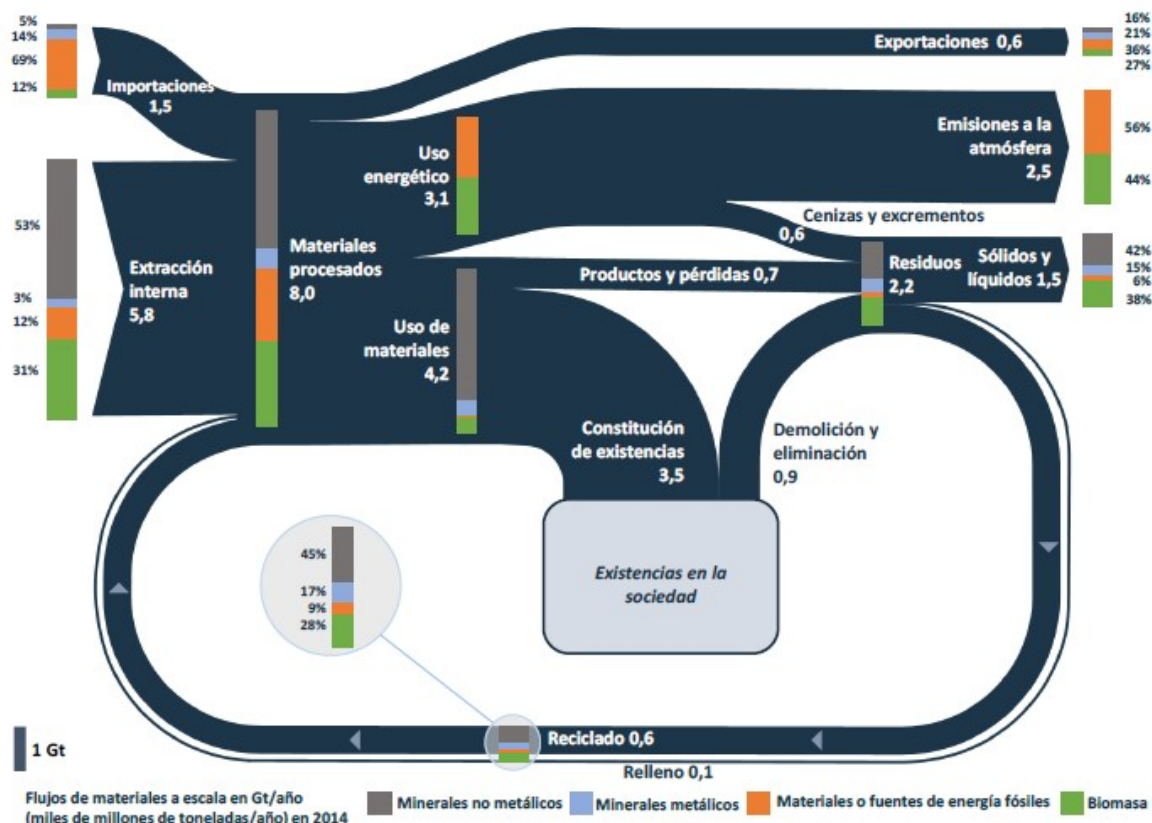 5%
14%
69%
12%
Importaciones
1,5
53%
3%
12%
31%
Extracción
interna
5,8
Materiales
procesados
8,0
Uso
energético
3,1
Uso de
materiales
4,2
Exportaciones 0,6
16%
21%
36%
27%
Emisiones a la
atmósfera
2,5
56%
44%
Cenizas y excrementos
0,6
Productos y pérdidas 0,7
Residuos
2,2
Sólidos y
líquidos 1,5
42%
15%
6%
38%
Constitución
de existencias
3,5
Demolición y
eliminación
0,9
Existencias en la
sociedad
45%
17%
9%
28%
Reciclado 0,6
Relleno 0,1
1 Gt
Flujos de materiales a escala en Gt/año
(miles de millones de toneladas/año) en 2014
Minerales no metálicos
Minerales metálicos
Materiales o fuentes de energía fósiles
Biomasa